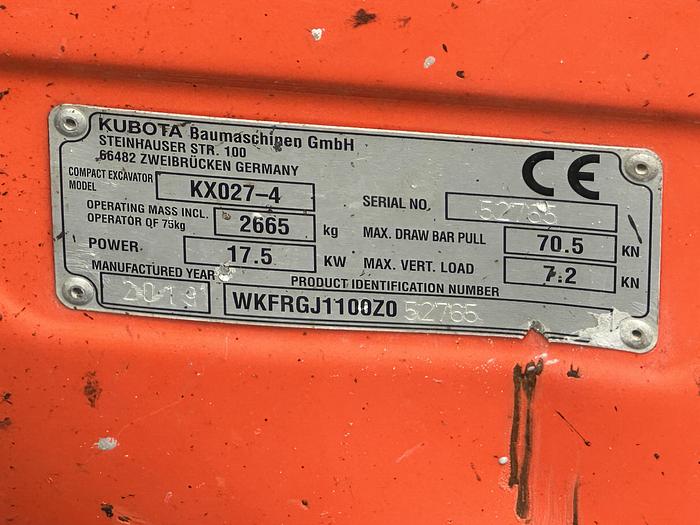 KUBOTA Baumaschinen GmbH
STEINHAUSER STR. 100
66482 ZWEIBRÜCKEN GERMANY
CE
COMPACT EXCAVATOR MODEL KX027-4
SERIAL NO. 52765
OPERATING MASS INCL. OPERATOR OF 75kg 2665 kg
MAX. DRAW BAR PULL 70.5 KN
POWER 17.5 KW
MAX. VERT. LOAD 7.2 KN
MANUFACTURED YEAR 2019
PRODUCT IDENTIFICATION NUMBER
WKFRGJ1100Z052765